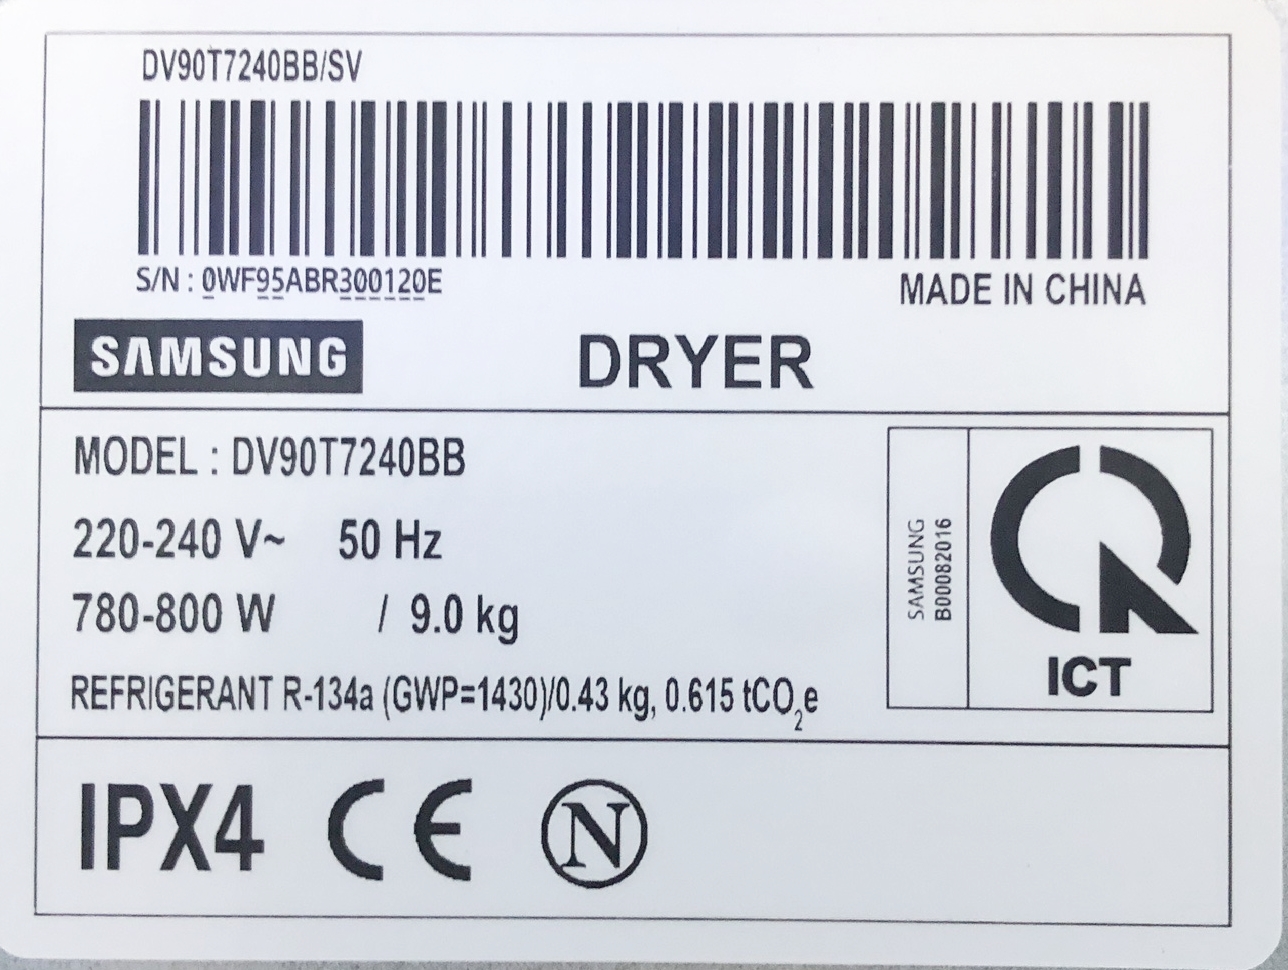 DV90T7240BB/SV
S/N : 0WF95ABR300120E
MADE IN CHINA
SAMSUNG
DRYER
MODEL : DV90T7240BB
220-240 V~ 50 Hz
780-800 W / 9.0 kg
REFRIGERANT R-134a (GWP=1430)/0.43 kg, 0.615 tCO₂e
SAMSUNG
B00082016
ICT
IPX4 CE N